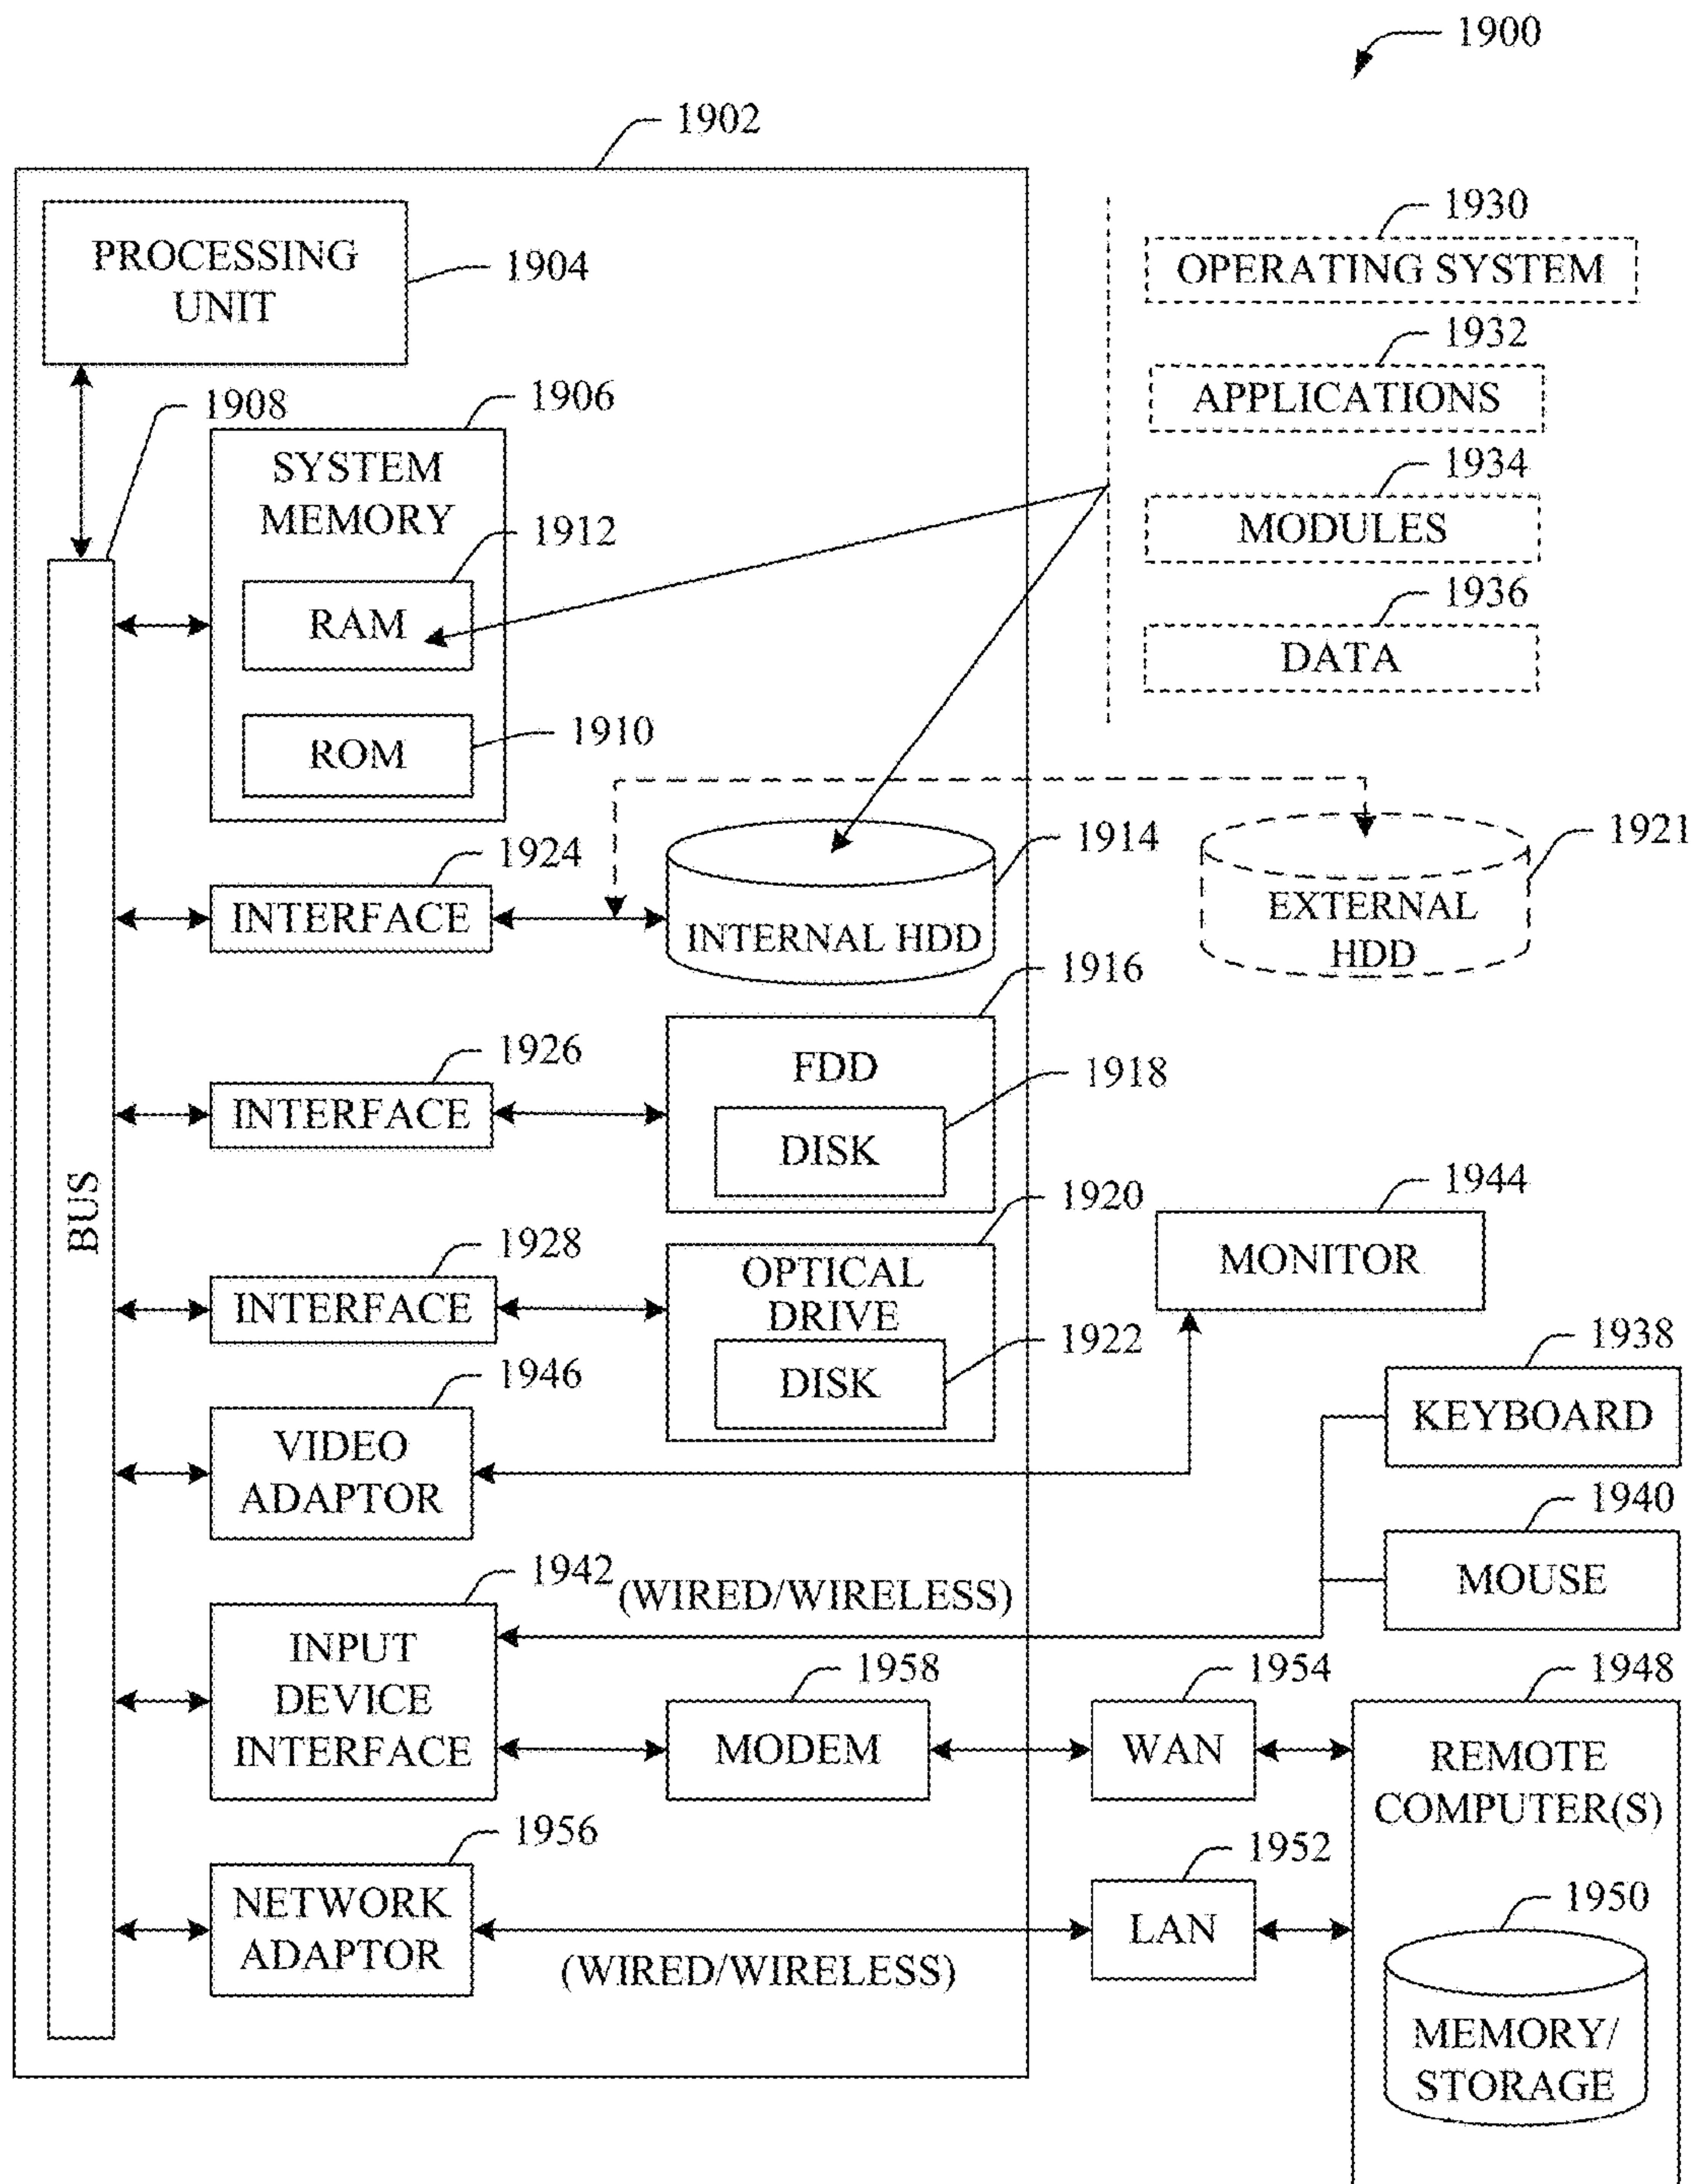 1900
1902
PROCESSING
UNIT
1904
1930
OPERATING SYSTEM
1932
APPLICATIONS
1934
MODULES
1936
DATA
1908
1906
SYSTEM
MEMORY
1912
RAM
1910
ROM
BUS
1924
INTERFACE
1914
INTERNAL HDD
1921
EXTERNAL
HDD
1916
FDD
1918
DISK
1926
INTERFACE
1920
OPTICAL
DRIVE
1922
DISK
1928
INTERFACE
1944
MONITOR
1946
VIDEO
ADAPTOR
1938
KEYBOARD
1940
MOUSE
1942
(WIRED/WIRELESS)
INPUT
DEVICE
INTERFACE
1958
MODEM
1954
WAN
1948
REMOTE
COMPUTER(S)
1956
NETWORK
ADAPTOR
(WIRED/WIRELESS)
1952
LAN
1950
MEMORY/
STORAGE